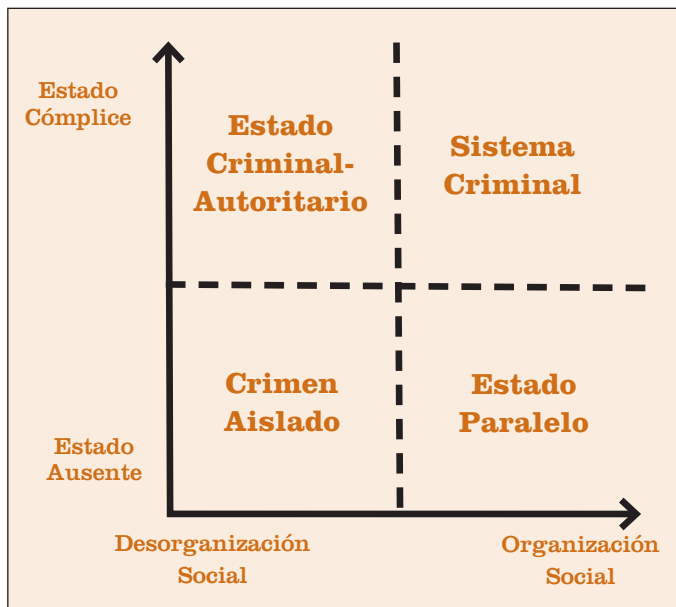 Estado
Cómplice
Estado
Criminal-
Autoritario
Sistema
Criminal
Crimen
Aislado
Estado
Paralelo
Estado
Ausente
Desorganización
Social
Organización
Social